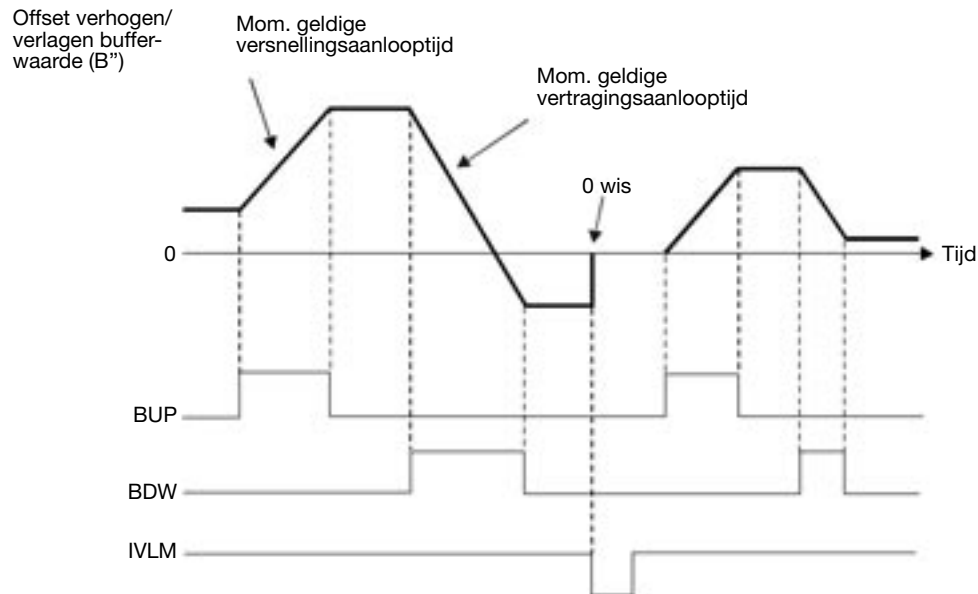 Offset verhogen/
verlagen buffer-
waarde (B”)
Mom. geldige
versnellingsaanlooptijd
Mom. geldige
vertragingsaanlooptijd
0 wis
0
Tijd
BUP
BDW
IVLM